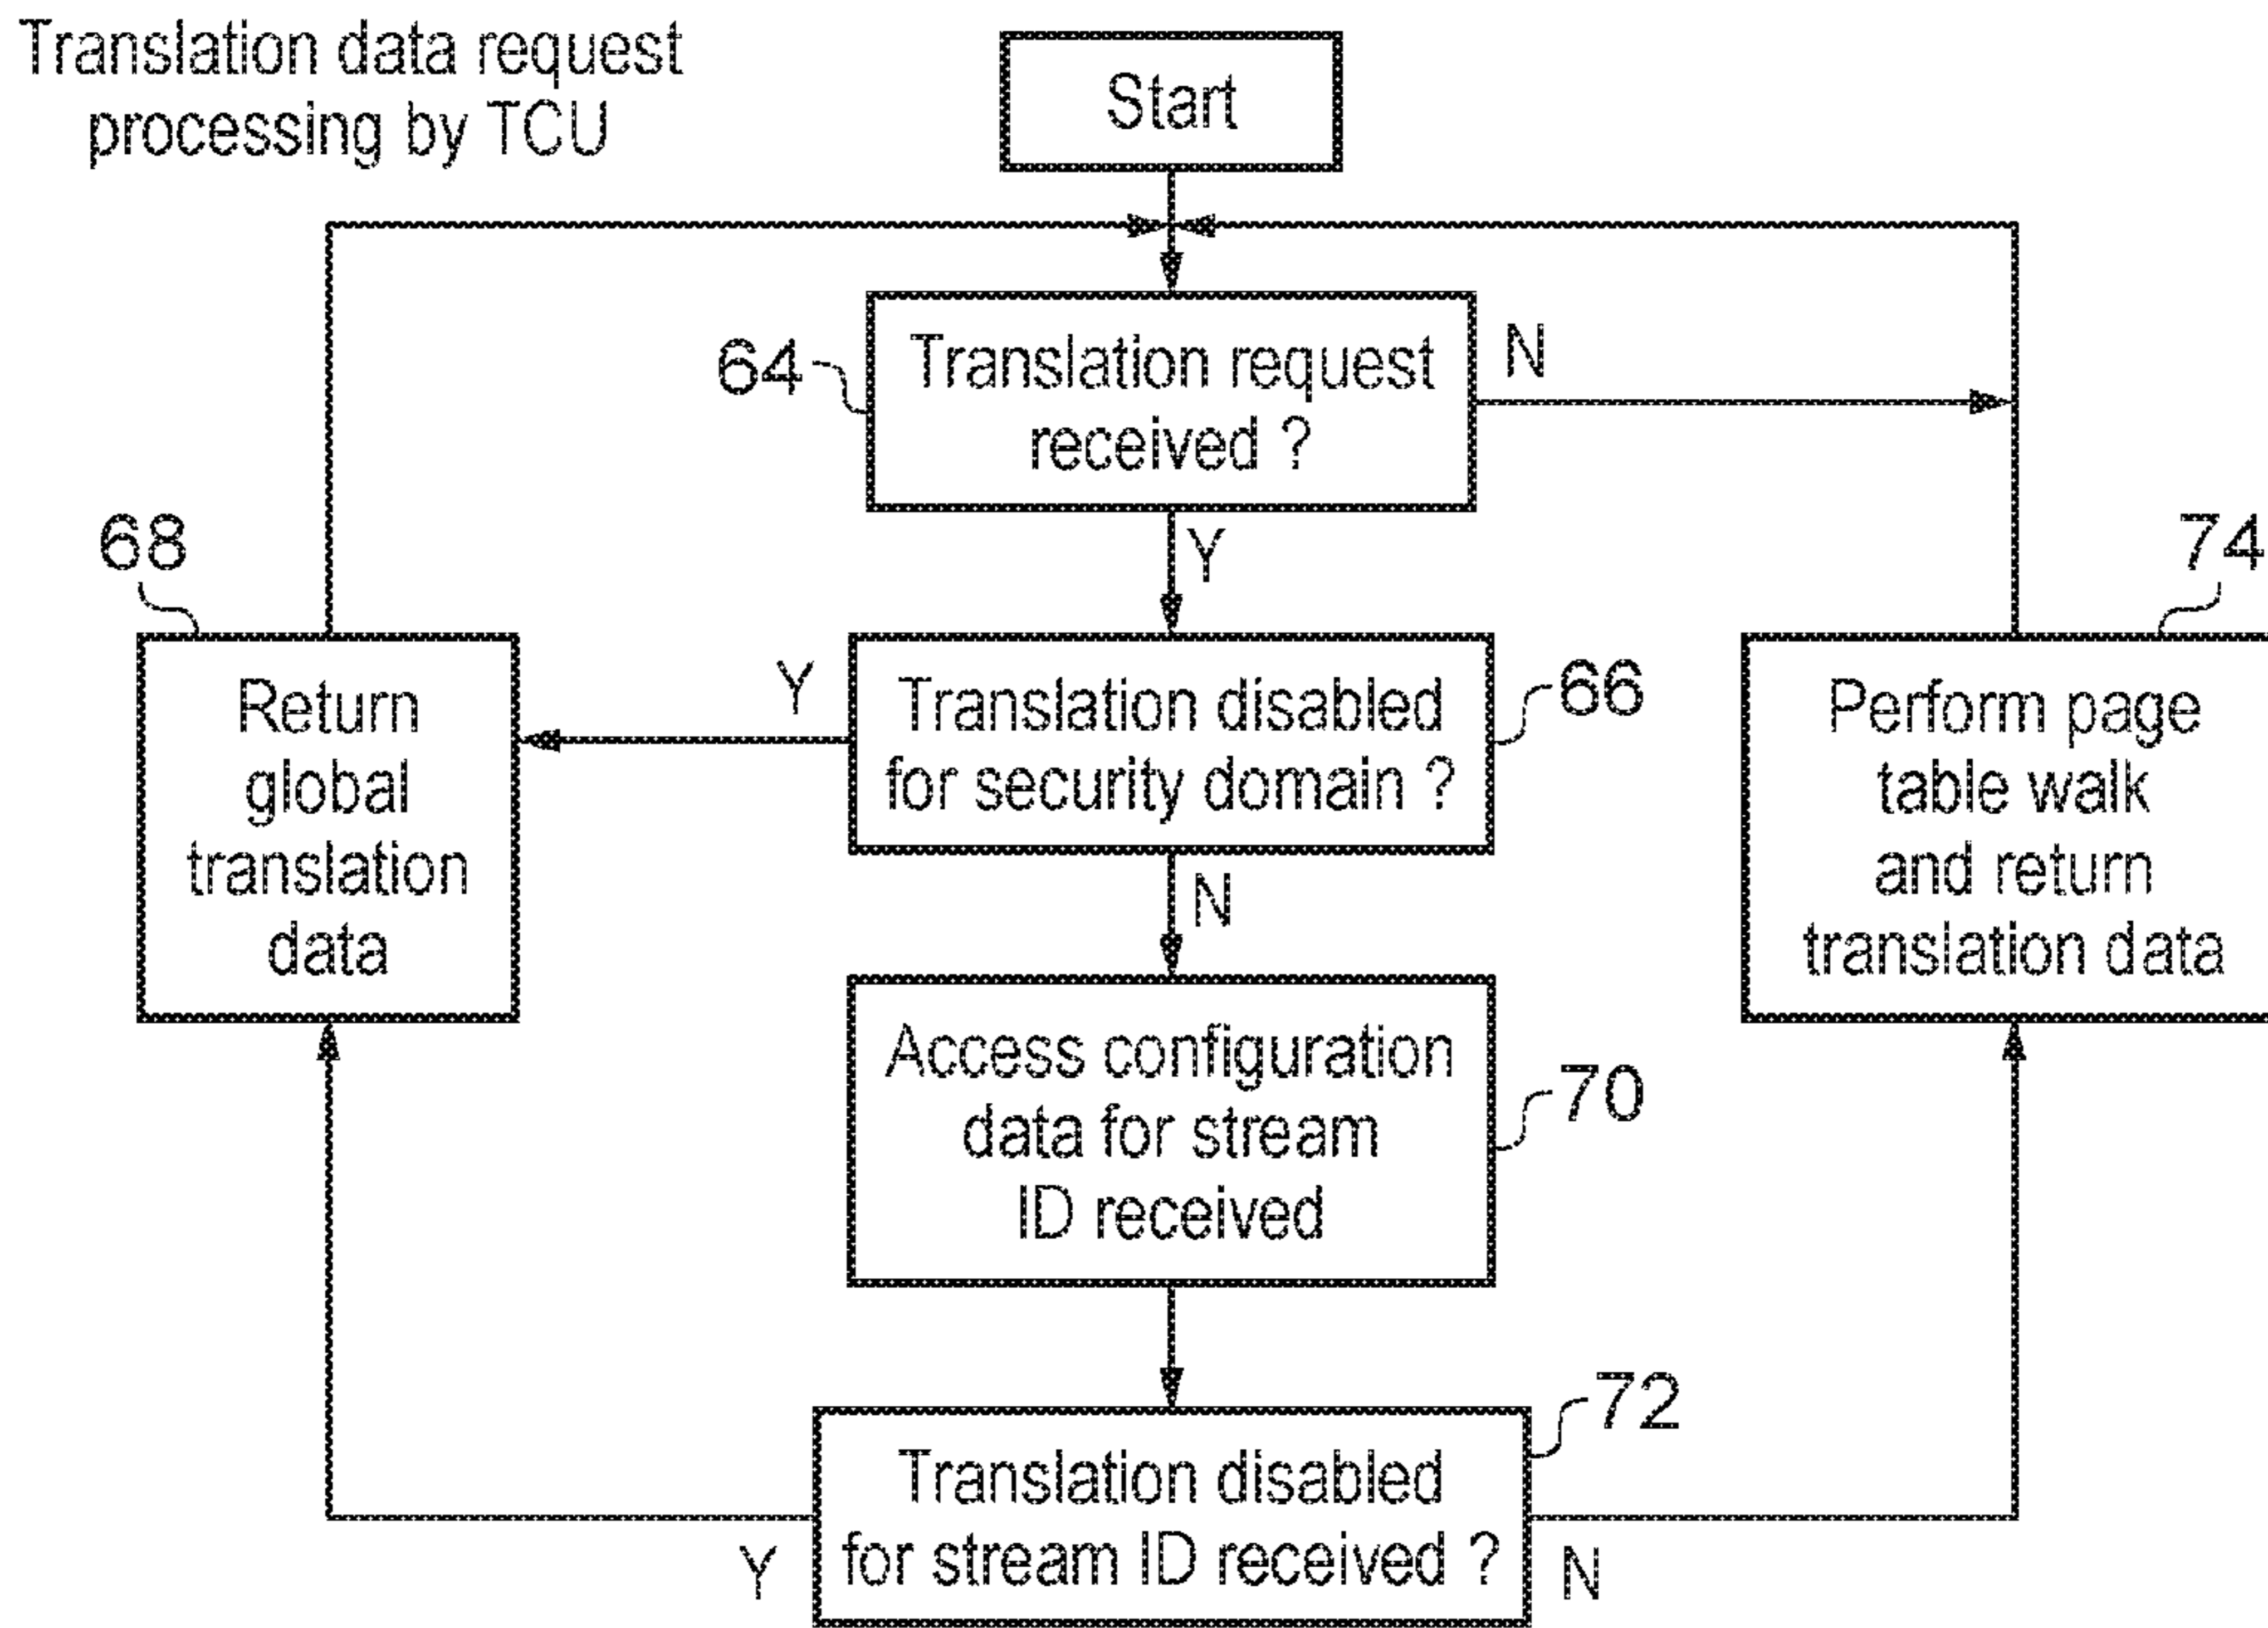 Translation data request
processing by TCU
Start
64
Translation request
received ?
N
Y
68
Return
global
translation
data
Y
Translation disabled
for security domain ?
66
74
Perform page
table walk
and return
translation data
N
Access configuration
data for stream
ID received
70
72
Translation disabled
for stream ID received ?
Y
N